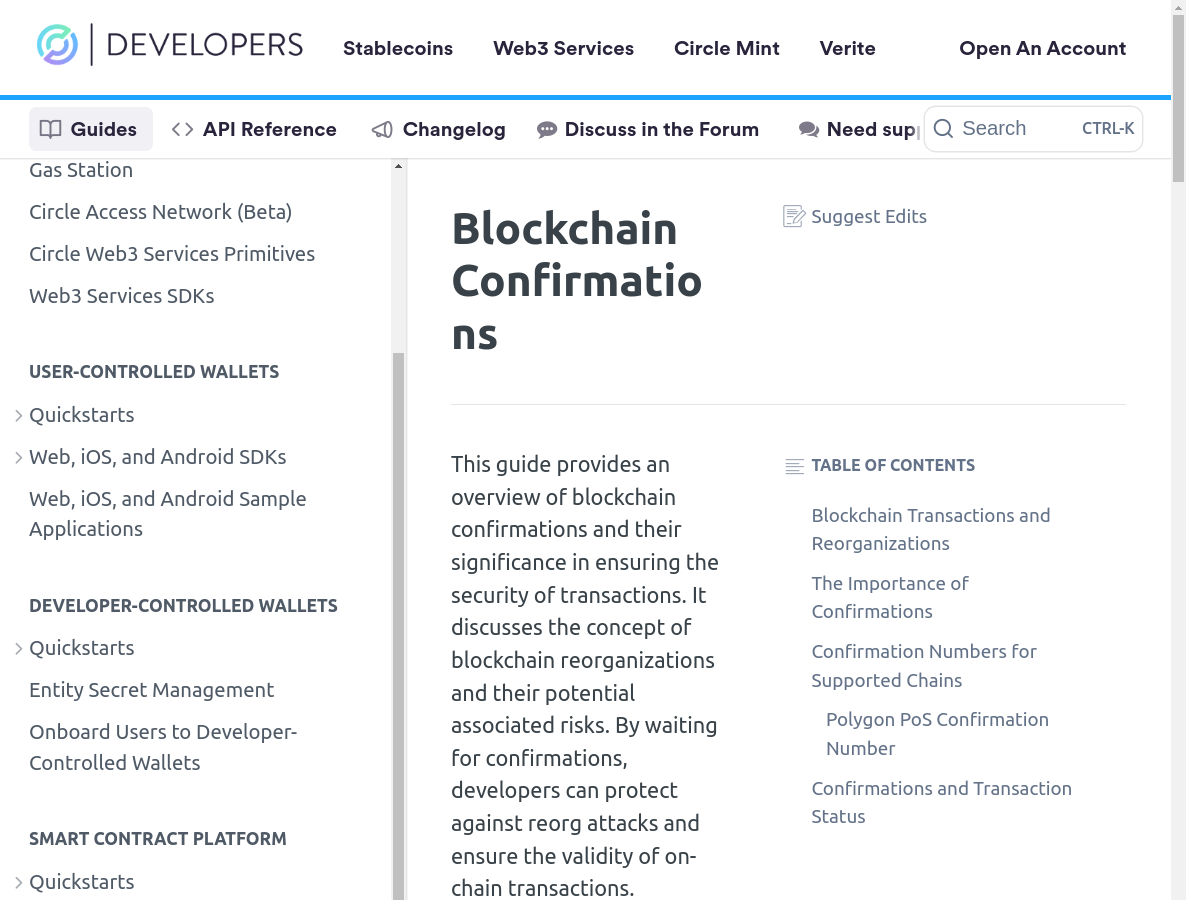 DEVELOPERS
Stablecoins
Web3 Services
Circle Mint
Verite
Open An Account
Guides
API Reference
Changelog
Discuss in the Forum
Need sup
Search
CTRL-K
Gas Station
Circle Access Network (Beta)
Circle Web3 Services Primitives
Web3 Services SDKs
USER-CONTROLLED WALLETS
Quickstarts
Web, iOS, and Android SDKs
Web, iOS, and Android Sample
Applications
DEVELOPER-CONTROLLED WALLETS
Quickstarts
Entity Secret Management
Onboard Users to Developer-
Controlled Wallets
SMART CONTRACT PLATFORM
Quickstarts
Blockchain
Confirmatio
ns
Suggest Edits
This guide provides an
overview of blockchain
confirmations and their
significance in ensuring the
security of transactions. It
discusses the concept of
blockchain reorganizations
and their potential
associated risks. By waiting
for confirmations,
developers can protect
against reorg attacks and
ensure the validity of on-
chain transactions.
TABLE OF CONTENTS
Blockchain Transactions and
Reorganizations
The Importance of
Confirmations
Confirmation Numbers for
Supported Chains
Polygon PoS Confirmation
Number
Confirmations and Transaction
Status